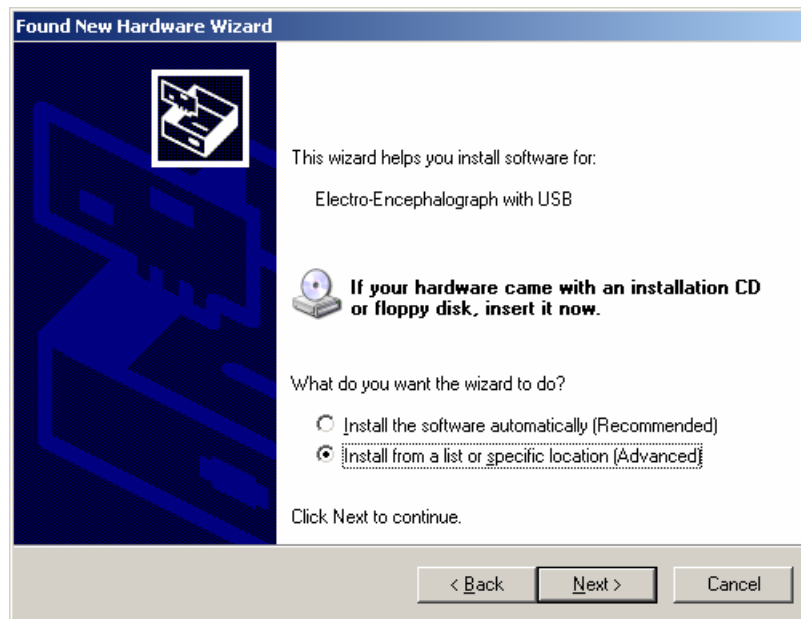 Found New Hardware Wizard
This wizard helps you install software for:
Electro-Encephalograph with USB
If your hardware came with an installation CD
or floppy disk, insert it now.
What do you want the wizard to do?
Install the software automatically (Recommended)
Install from a list or specific location (Advanced)
Click Next to continue.
< Back Next > Cancel